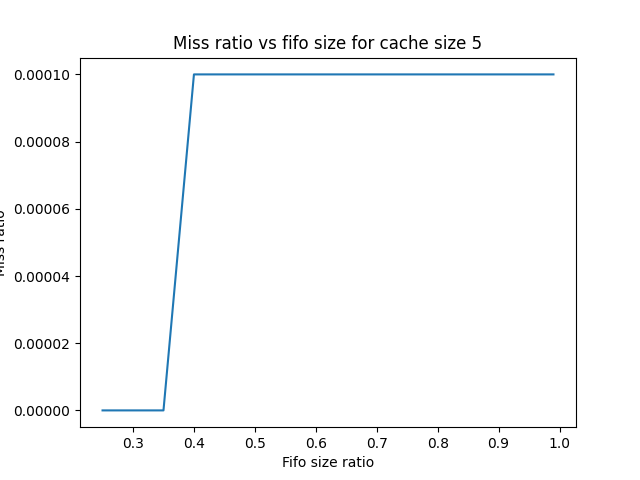 Miss ratio vs fifo size for cache size 5
0.00010
0.00008
0.00006
0.00004
0.00002
0.00000
Miss ratio
0.3 0.4 0.5 0.6 0.7 0.8 0.9 1.0
Fifo size ratio